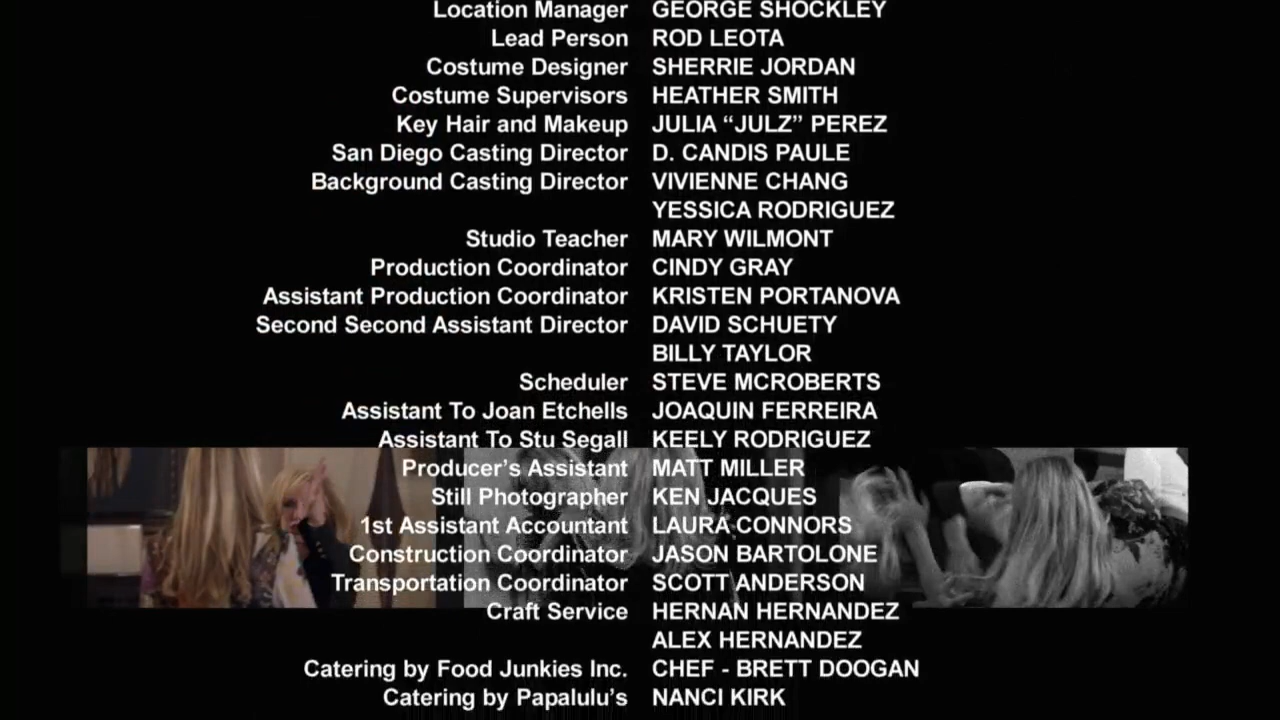 Location Manager GEORGE SHOCKLEY
Lead Person ROD LEOTA
Costume Designer SHERRIE JORDAN
Costume Supervisors HEATHER SMITH
Key Hair and Makeup JULIA “JULZ” PEREZ
San Diego Casting Director D. CANDIS PAULE
Background Casting Director VIVIENNE CHANG
YESSICA RODRIGUEZ
Studio Teacher MARY WILMONT
Production Coordinator CINDY GRAY
Assistant Production Coordinator KRISTEN PORTANOVA
Second Second Assistant Director DAVID SCHUETY
BILLY TAYLOR
Scheduler STEVE MCROBERTS
Assistant To Joan Etchells JOAQUIN FERREIRA
Assistant To Stu Segall KEELY RODRIGUEZ
Producer’s Assistant MATT MILLER
Still Photographer KEN JACQUES
1st Assistant Accountant LAURA CONNORS
Construction Coordinator JASON BARTOLONE
Transportation Coordinator SCOTT ANDERSON
Craft Service HERNAN HERNANDEZ
ALEX HERNANDEZ
Catering by Food Junkies Inc. CHEF - BRETT DOOGAN
Catering by Papalulu’s NANCI KIRK